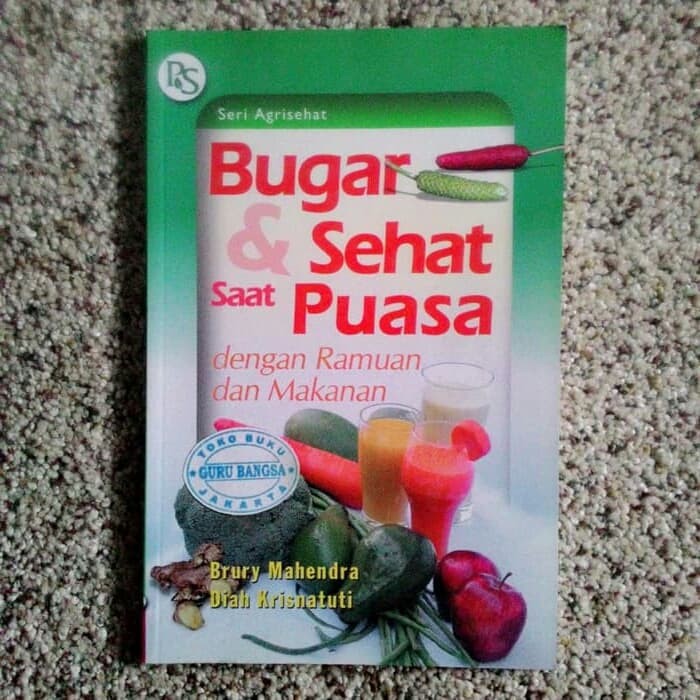 PS
Seri Agrisehat
Bugar
& Sehat
Saat Puasa
dengan Ramuan
dan Makanan
TOKO BUKU
GURU BANGSA
JAKARTA
Brury Mahendra
Diah Krisnatuti